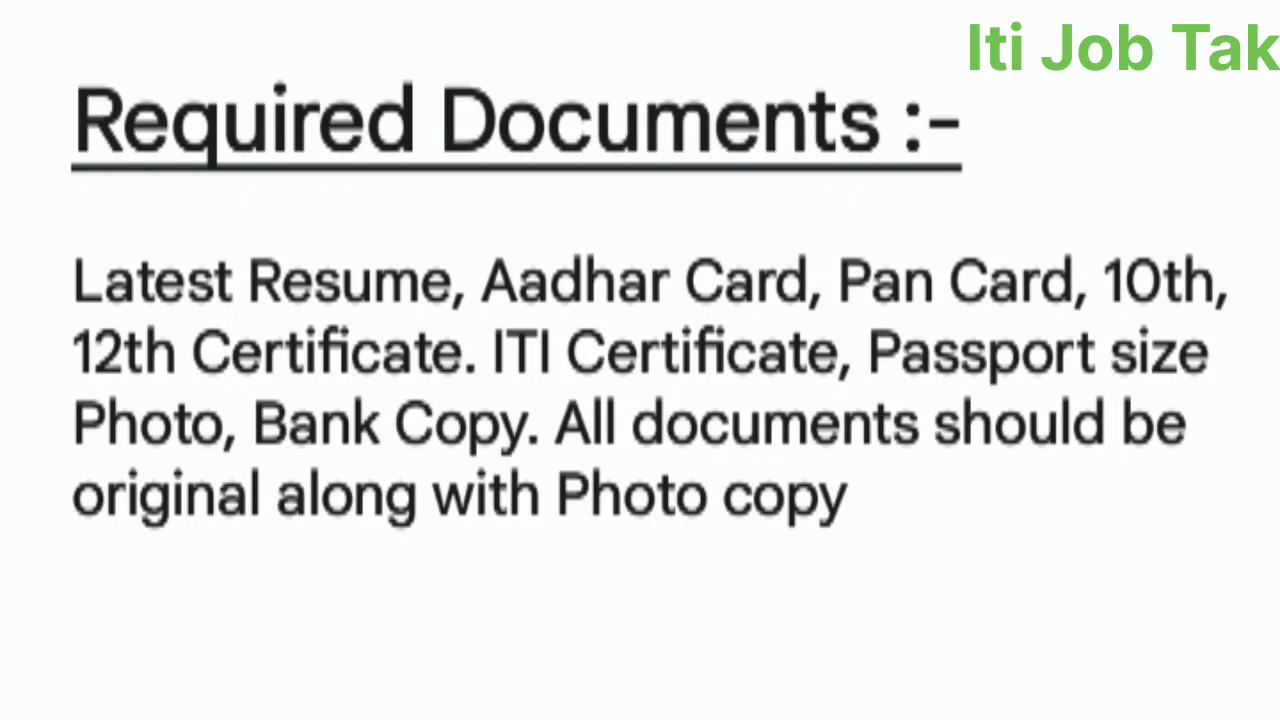 Iti Job Tak
Required Documents :-
Latest Resume, Aadhar Card, Pan Card, 10th,
12th Certificate. ITI Certificate, Passport size
Photo, Bank Copy. All documents should be
original along with Photo copy